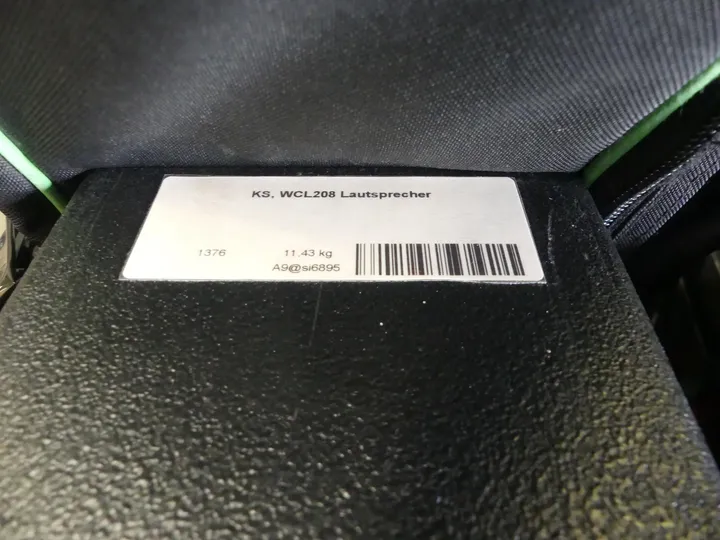 KS, WCL208 Lautsprecher
1376 11.43 kg
A9@si6895